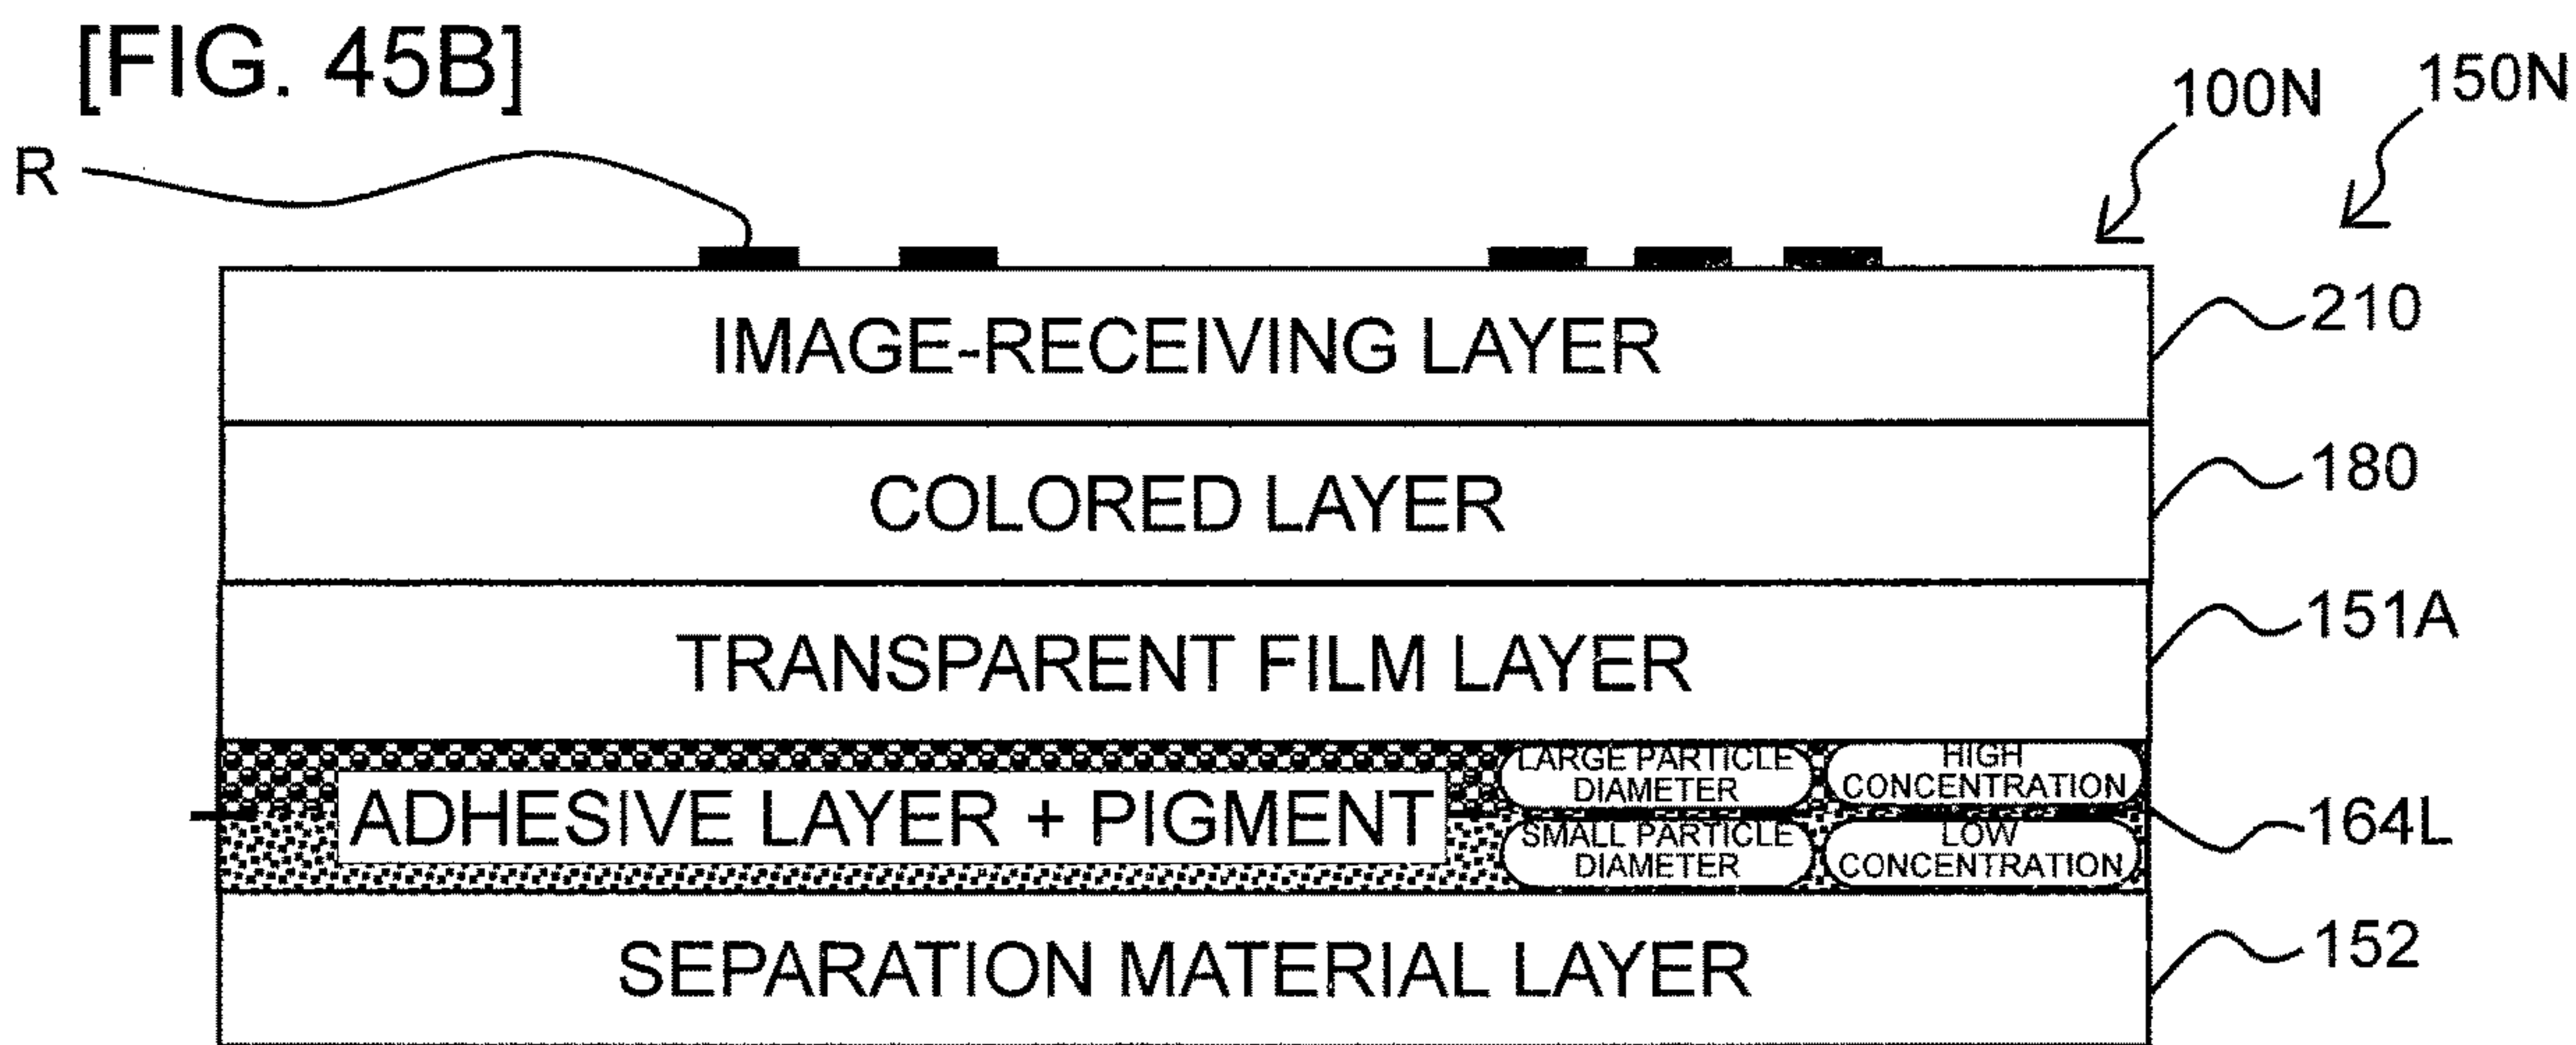 [FIG. 45B]
100N
150N
R
IMAGE-RECEIVING LAYER
210
COLORED LAYER
180
TRANSPARENT FILM LAYER
151A
ADHESIVE LAYER + PIGMENT
LARGE PARTICLE
DIAMETER
HIGH
CONCENTRATION
SMALL PARTICLE
DIAMETER
LOW
CONCENTRATION
164L
SEPARATION MATERIAL LAYER
152